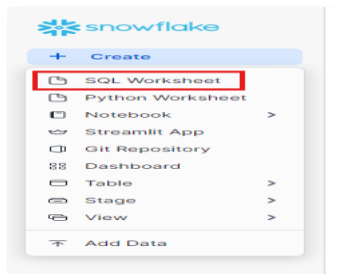 snowflake
+ Create
SQL Worksheet
Python Worksheet
Notebook >
Streamlit App
Git Repository
Dashboard
Table >
Stage >
View >
Add Data